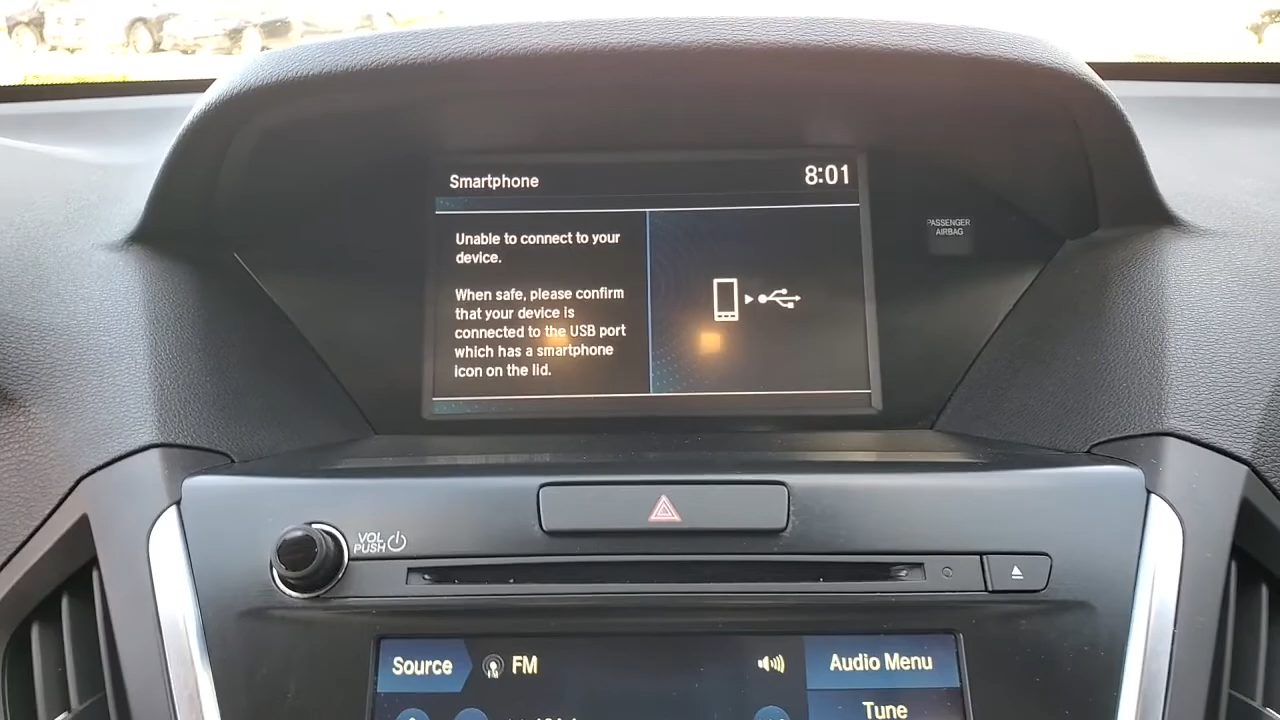 Smartphone
8:01
Unable to connect to your
device.
When safe, please confirm
that your device is
connected to the USB port
which has a smartphone
icon on the lid.
PASSENGER
AIRBAG
VOL
PUSH
Source
FM
Audio Menu
Tune